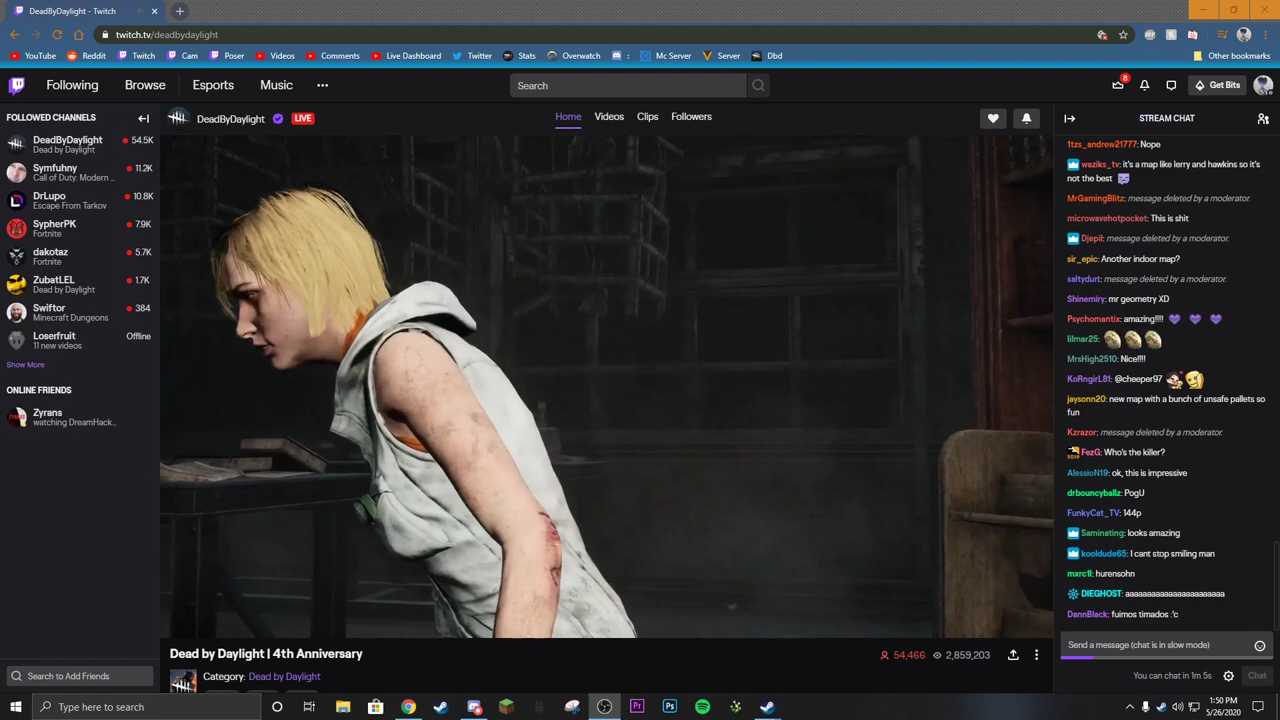 DeadByDaylight - Twitch
twitch.tv/deadbydaylight
YouTube Reddit Twitch Cam Poser Videos Comments Live Dashboard Twitter Stats Overwatch : Mc Server Server Dbd Other bookmarks
Following Browse Esports Music Search 8 Get Bits
FOLLOWED CHANNELS
DeadByDaylight 54.5K
Dead by Daylight
Symfuhny 11.2K
Call of Duty: Modern ...
DrLupo 10.8K
Escape From Tarkov
SypherPK 7.9K
Fortnite
dakotaz 5.7K
Fortnite
ZubatLEL 1.7K
Dead by Daylight
Swiftor 384
Minecraft Dungeons
Loserfruit Offline
11 new videos
Show More
ONLINE FRIENDS
Zyrans
watching DreamHack...
Search to Add Friends
DeadByDaylight LIVE Home Videos Clips Followers
Dead by Daylight | 4th Anniversary
54,466 2,859,203
Category: Dead by Daylight
STREAM CHAT
1tzs_andrew21777: Nope
waziks_tv: it's a map like lerry and hawkins so it's
not the best
MrGamingBlitz: message deleted by a moderator.
microwavehotpocket: This is shit
Djepil: message deleted by a moderator.
sir_epic: Another indoor map?
saltydurt: message deleted by a moderator.
Shinemiry: mr geometry XD
Psychomantix: amazing!!!!
lilmar25:
MrsHigh2510: Nice!!!!
KoRngirL81: @cheeper97
jaysonn20: new map with a bunch of unsafe pallets so
fun
Kzrazor: message deleted by a moderator.
FezG: Who's the killer?
AlessioN19: ok, this is impressive
drbouncyballz: PogU
FunkyCat_TV: 144p
Saminating: looks amazing
kooldude65: I cant stop smiling man
mxrc1l: hurensohn
DIEGHOST: aaaaaaaaaaaaaaaaaaaaaaa
DannBlack: fuimos timados :'c
Send a message (chat is in slow mode)
You can chat in 1m 5s Chat
Type here to search
1:50 PM
5/26/2020